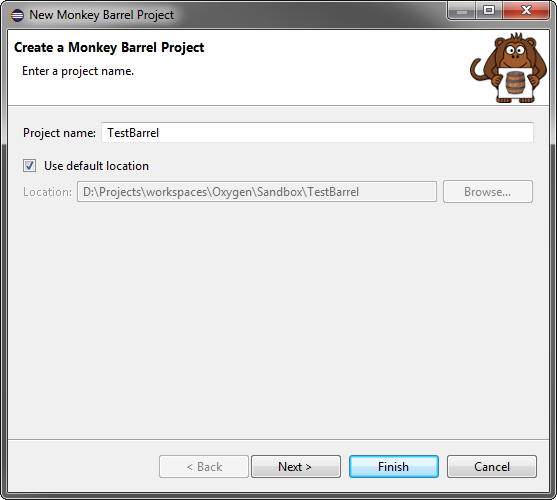 New Monkey Barrel Project
Create a Monkey Barrel Project
Enter a project name.
Project name: TestBarrel
Use default location
Location: D:\Projects\workspaces\Oxygen\Sandbox\TestBarrel Browse...
< Back Next > Finish Cancel